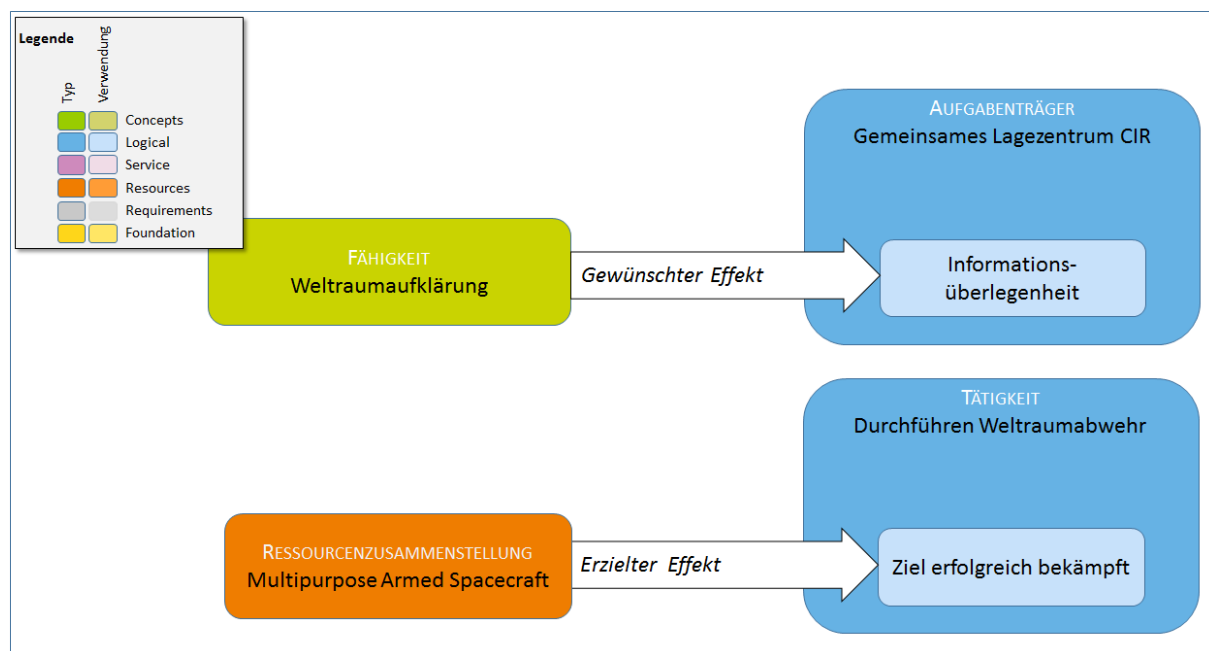 Legende
Typ
Verwendung
Concepts
Logical
Service
Resources
Requirements
Foundation
FÄHIGKEIT
Weltraumaufklärung
Gewünschter Effekt
AUFGABENTRÄGER
Gemeinsames Lagezentrum CIR
Informations-
überlegenheit
RESSOURCENZUSAMMENSTELLUNG
Multipurpose Armed Spacecraft
Erzielter Effekt
TÄTIGKEIT
Durchführen Weltraumabwehr
Ziel erfolgreich bekämpft